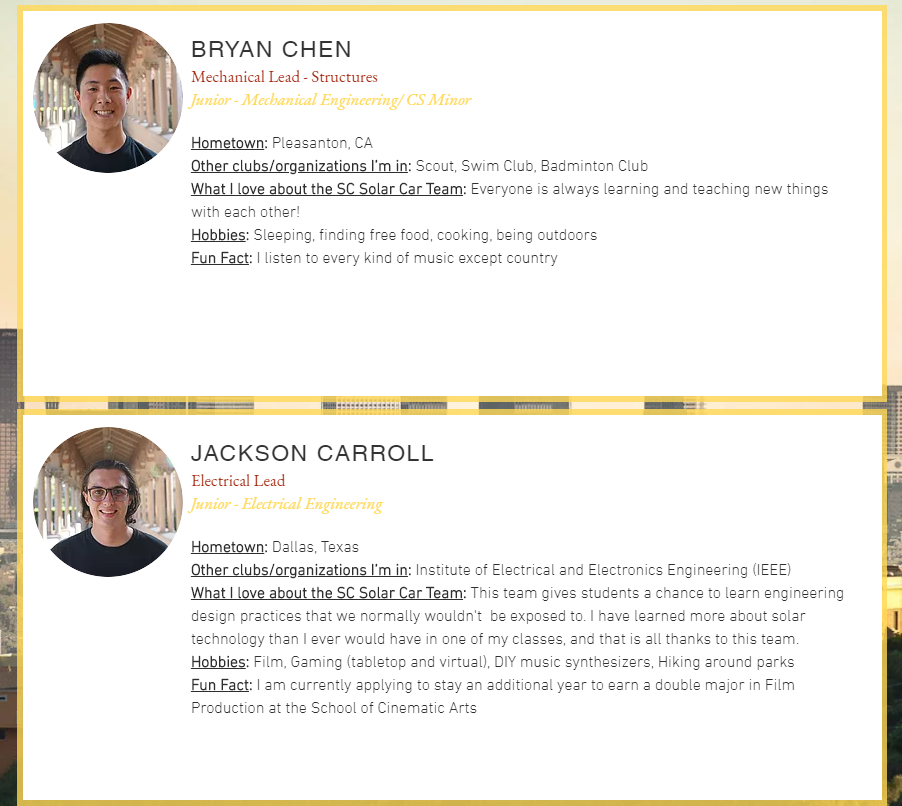 BRYAN CHEN
Mechanical Lead - Structures
Junior - Mechanical Engineering/ CS Minor
Hometown: Pleasanton, CA
Other clubs/organizations I'm in: Scout, Swim Club, Badminton Club
What I love about the SC Solar Car Team: Everyone is always learning and teaching new things
with each other!
Hobbies: Sleeping, finding free food, cooking, being outdoors
Fun Fact: I listen to every kind of music except country
JACKSON CARROLL
Electrical Lead
Junior - Electrical Engineering
Hometown: Dallas, Texas
Other clubs/organizations I'm in: Institute of Electrical and Electronics Engineering (IEEE)
What I love about the SC Solar Car Team: This team gives students a chance to learn engineering
design practices that we normally wouldn't  be exposed to. I have learned more about solar
technology than I ever would have in one of my classes, and that is all thanks to this team.
Hobbies: Film, Gaming (tabletop and virtual), DIY music synthesizers, Hiking around parks
Fun Fact: I am currently applying to stay an additional year to earn a double major in Film
Production at the School of Cinematic Arts